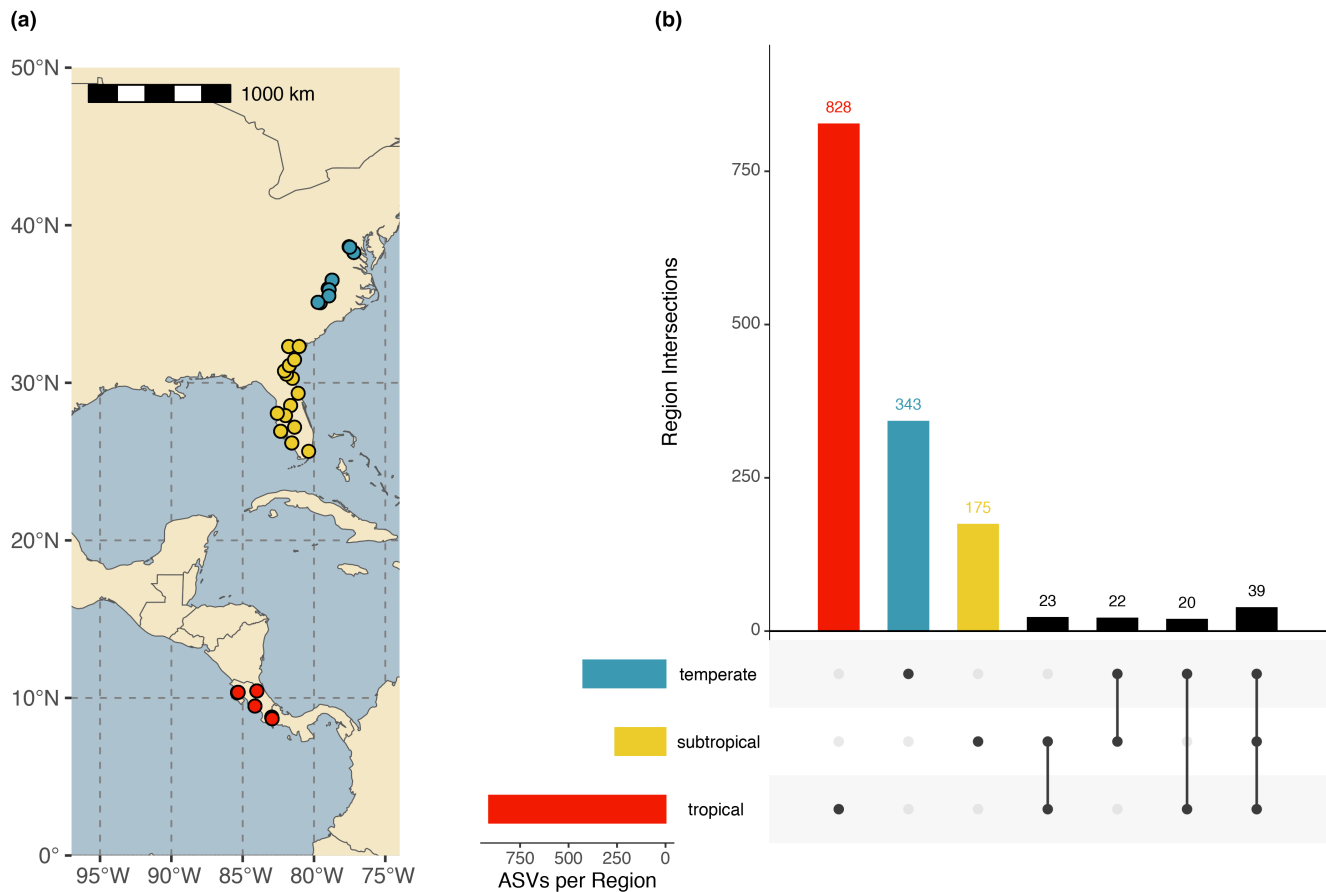 (a)
(b)
50°N
40°N
30°N
20°N
10°N
0°
1000 km
95°W 90°W 85°W 80°W 75°W
Region Intersections
750
500
250
0
828
343
175
23
22
20
39
temperate
subtropical
tropical
750 500 250 0
ASVs per Region